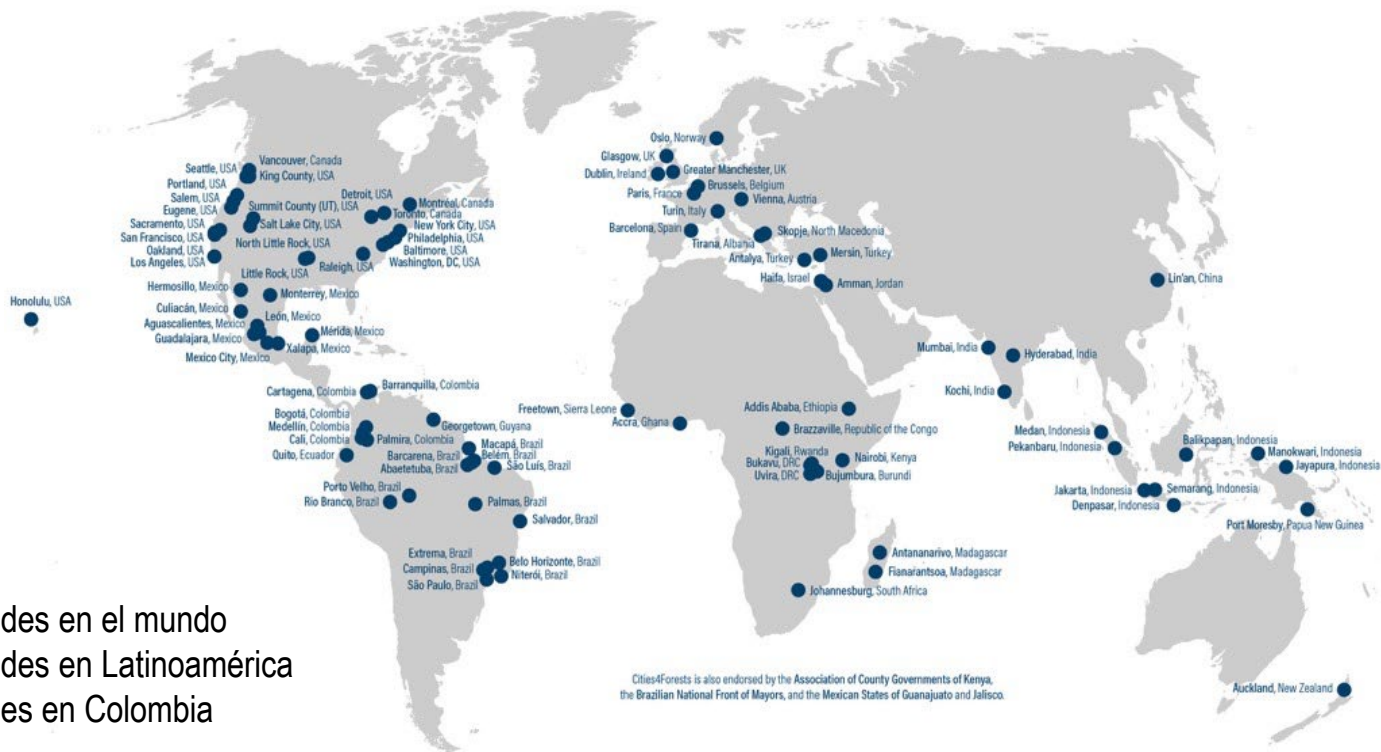 Oslo, Norway
Glasgow, UK
Greater Manchester, UK
Dublin, Ireland
Brussels, Belgium
Paris, France
Vienna, Austria
Turin, Italy
Barcelona, Spain
Skopje, North Macedonia
Tirana, Albania
Mersin, Turkey
Antalya, Turkey
Haifa, Israel
Amman, Jordan
Lin'an, China
Vancouver, Canada
Seattle, USA
King County, USA
Portland, USA
Salem, USA
Eugene, USA
Summit County (UT), USA
Detroit, USA
Montréal, Canada
Toronto, Canada
Sacramento, USA
Salt Lake City, USA
New York City, USA
San Francisco, USA
Philadelphia, USA
Oakland, USA
North Little Rock, USA
Baltimore, USA
Los Angeles, USA
Raleigh, USA
Washington, DC, USA
Little Rock, USA
Honolulu, USA
Hermosillo, Mexico
Monterrey, Mexico
Culiacán, Mexico
León, Mexico
Aguascalientes, Mexico
Mérida, Mexico
Guadalajara, Mexico
Xalapa, Mexico
Mexico City, Mexico
Mumbai, India
Hyderabad, India
Kochi, India
Cartagena, Colombia
Barranquilla, Colombia
Bogotá, Colombia
Medellín, Colombia
Georgetown, Guyana
Cali, Colombia
Palmira, Colombia
Quito, Ecuador
Macapá, Brazil
Barcarena, Brazil
Belém, Brazil
Abaetetuba, Brazil
São Luís, Brazil
Porto Velho, Brazil
Rio Branco, Brazil
Palmas, Brazil
Salvador, Brazil
Extrema, Brazil
Belo Horizonte, Brazil
Campinas, Brazil
Niterói, Brazil
São Paulo, Brazil
Freetown, Sierra Leone
Accra, Ghana
Addis Ababa, Ethiopia
Brazzaville, Republic of the Congo
Kigali, Rwanda
Nairobi, Kenya
Bukavu, DRC
Uvira, DRC
Bujumbura, Burundi
Antananarivo, Madagascar
Fianarantsoa, Madagascar
Johannesburg, South Africa
Medan, Indonesia
Pekanbaru, Indonesia
Balikpapan, Indonesia
Manokwari, Indonesia
Jayapura, Indonesia
Jakarta, Indonesia
Semarang, Indonesia
Denpasar, Indonesia
Port Moresby, Papua New Guinea
Auckland, New Zealand
des en el mundo
des en Latinoamérica
es en Colombia
Cities4Forests is also endorsed by the Association of County Governments of Kenya,
the Brazilian National Front of Mayors, and the Mexican States of Guanajuato and Jalisco.